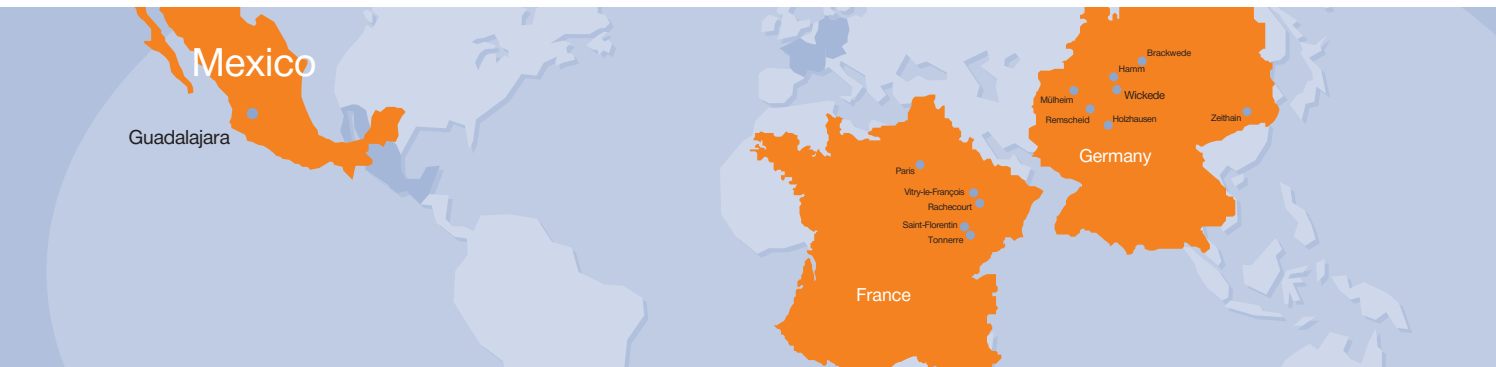 Mexico
Guadalajara
Paris
Vitry-le-François
Rachecourt
Saint-Florentin
Tonnerre
France
Brackwede
Hamm
Mülheim
Wickede
Remscheid
Holzhausen
Zeithain
Germany